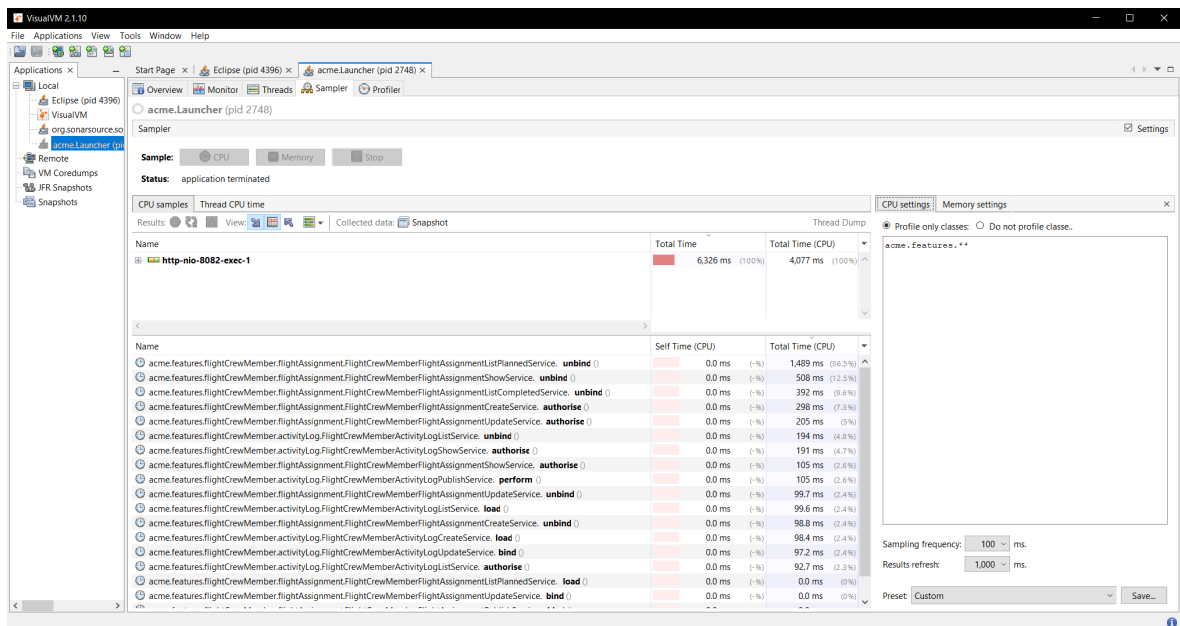 VisualVM 2.1.10
File Applications View Tools Window Help
Applications × Start Page × Eclipse (pid 4396) × acme.Launcher (pid 2748) ×
Local
Eclipse (pid 4396)
VisualVM
org.sonarsource.so
acme.Launcher (pi
Remote
VM Coredumps
JFR Snapshots
Snapshots
Overview Monitor Threads Sampler Profiler
acme.Launcher (pid 2748)
Sampler Settings
Sample: CPU Memory Stop
Status: application terminated
CPU samples Thread CPU time
Results: View: Collected data: Snapshot Thread Dump
Name Total Time Total Time (CPU)
http-nio-8082-exec-1 6,326 ms (100%) 4,077 ms (100%)
Name Self Time (CPU) Total Time (CPU)
acme.features.flightCrewMember.flightAssignment.FlightCrewMemberFlightAssignmentListPlannedService. unbind () 0.0 ms (-%) 1,489 ms (36.5%)
acme.features.flightCrewMember.flightAssignment.FlightCrewMemberFlightAssignmentShowService. unbind () 0.0 ms (-%) 508 ms (12.5%)
acme.features.flightCrewMember.flightAssignment.FlightCrewMemberFlightAssignmentListCompletedService. unbind () 0.0 ms (-%) 392 ms (9.6%)
acme.features.flightCrewMember.flightAssignment.FlightCrewMemberFlightAssignmentCreateService. authorise () 0.0 ms (-%) 298 ms (7.3%)
acme.features.flightCrewMember.flightAssignment.FlightCrewMemberFlightAssignmentUpdateService. authorise () 0.0 ms (-%) 205 ms (5%)
acme.features.flightCrewMember.activityLog.FlightCrewMemberActivityLogListService. unbind () 0.0 ms (-%) 194 ms (4.8%)
acme.features.flightCrewMember.activityLog.FlightCrewMemberActivityLogShowService. authorise () 0.0 ms (-%) 191 ms (4.7%)
acme.features.flightCrewMember.flightAssignment.FlightCrewMemberFlightAssignmentShowService. authorise () 0.0 ms (-%) 105 ms (2.6%)
acme.features.flightCrewMember.activityLog.FlightCrewMemberActivityLogPublishService. perform () 0.0 ms (-%) 105 ms (2.6%)
acme.features.flightCrewMember.flightAssignment.FlightCrewMemberFlightAssignmentUpdateService. unbind () 0.0 ms (-%) 99.7 ms (2.4%)
acme.features.flightCrewMember.activityLog.FlightCrewMemberActivityLogListService. load () 0.0 ms (-%) 99.6 ms (2.4%)
acme.features.flightCrewMember.flightAssignment.FlightCrewMemberFlightAssignmentCreateService. unbind () 0.0 ms (-%) 98.8 ms (2.4%)
acme.features.flightCrewMember.activityLog.FlightCrewMemberActivityLogCreateService. load () 0.0 ms (-%) 98.4 ms (2.4%)
acme.features.flightCrewMember.activityLog.FlightCrewMemberActivityLogUpdateService. bind () 0.0 ms (-%) 97.2 ms (2.4%)
acme.features.flightCrewMember.activityLog.FlightCrewMemberActivityLogListService. authorise () 0.0 ms (-%) 92.7 ms (2.3%)
acme.features.flightCrewMember.flightAssignment.FlightCrewMemberFlightAssignmentListPlannedService. load () 0.0 ms (-%) 0.0 ms (0%)
acme.features.flightCrewMember.flightAssignment.FlightCrewMemberFlightAssignmentUpdateService. bind () 0.0 ms (-%) 0.0 ms (0%)
CPU settings Memory settings ×
Profile only classes: Do not profile classe..
acme.features.**
Sampling frequency: 100 ms.
Results refresh: 1,000 ms.
Preset: Custom Save...